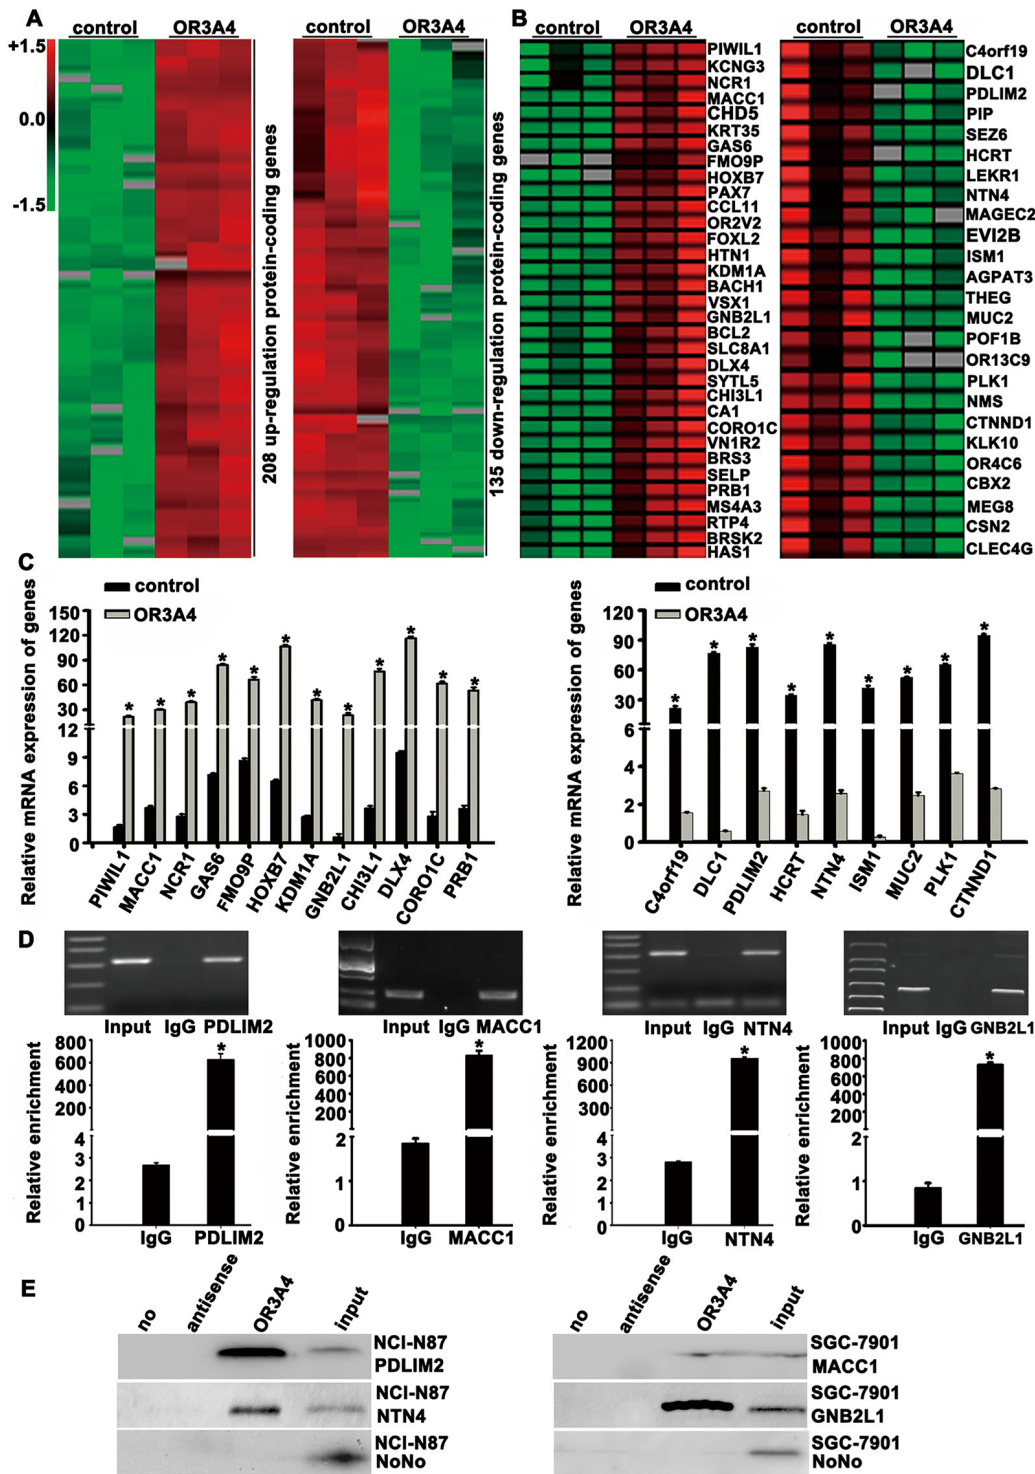 A
control OR3A4 control OR3A4
+1.5
0.0
-1.5
208 up-regulation protein-coding genes
135 down-regulation protein-coding genes
B
control OR3A4
PIWIL1
KCNG3
NCR1
MACC1
CHD5
KRT35
GAS6
FMO9P
HOXB7
PAX7
CCL11
OR2V2
FOXL2
HTN1
KDM1A
BACH1
VSX1
GNB2L1
BCL2
SLC8A1
DLX4
SYTL5
CHI3L1
CA1
CORO1C
VN1R2
BRS3
SELP
PRB1
MS4A3
RTP4
BRSK2
HAS1
control OR3A4
C4orf19
DLC1
PDLIM2
PIP
SEZ6
HCRT
LEKR1
NTN4
MAGEC2
EVI2B
ISM1
AGPAT3
THEG
MUC2
POF1B
OR13C9
PLK1
NMS
CTNND1
KLK10
OR4C6
CBX2
MEG8
CSN2
CLEC4G
C
control
OR3A4
Relative mRNA expression of genes
150
120
90
60
30
12
9
6
3
0
* * * * * * * * * * * *
PIWIL1 MACC1 NCR1 GAS6 FMO9P HOXB7 KDM1A GNB2L1 CHI3L1 DLX4 CORO1C PRB1
control
OR3A4
Relative mRNA expression of genes
120
90
60
30
6
4
2
0
* * * * * * * * *
C4orf19 DLC1 PDLIM2 HCRT NTN4 ISM1 MUC2 PLK1 CTNND1
D
Input IgG PDLIM2
Relative enrichment
800
600
400
200
4
3
2
1
0
*
IgG PDLIM2
Input IgG MACC1
Relative enrichment
1000
800
600
400
200
2
1
0
*
IgG MACC1
Input IgG NTN4
Relative enrichment
1200
900
600
300
4
3
2
1
0
*
IgG NTN4
Input IgG GNB2L1
Relative enrichment
1000
800
600
400
200
2
1
0
*
IgG GNB2L1
E
no antisense OR3A4 input
NCI-N87
PDLIM2
NCI-N87
NTN4
NCI-N87
NoNo
no antisense OR3A4 input
SGC-7901
MACC1
SGC-7901
GNB2L1
SGC-7901
NoNo